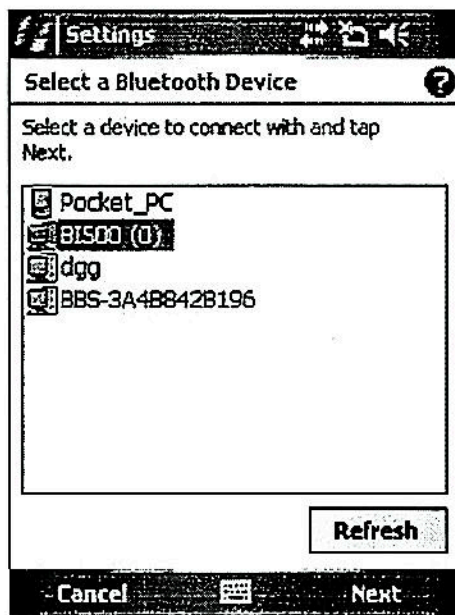 Settings
Select a Bluetooth Device
Select a device to connect with and tap
Next.
Pocket_PC
BIS00 (0)
dgg
BBS-3A4B842B196
Refresh
Cancel
Next